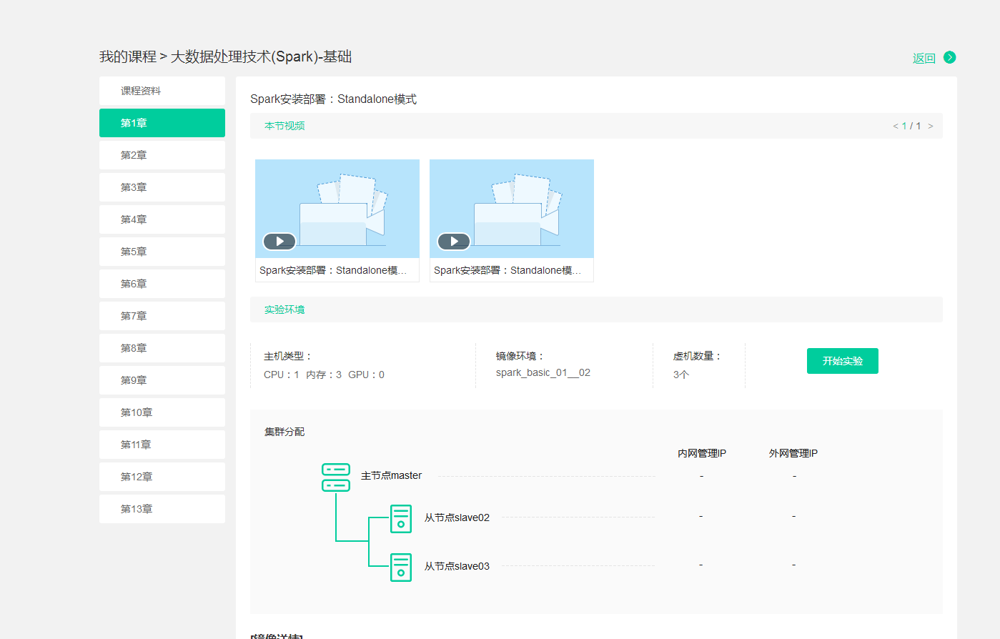 我的课程 > 大数据处理技术(Spark)-基础
返回
课程资料
第1章
第2章
第3章
第4章
第5章
第6章
第7章
第8章
第9章
第10章
第11章
第12章
第13章
Spark安装部署：Standalone模式
本节视频
< 1 / 1 >
Spark安装部署：Standalone模...
Spark安装部署：Standalone模...
实验环境
主机类型：
CPU：1 内存：3 GPU：0
镜像环境：
spark_basic_01__02
虚机数量：
3个
开始实验
集群分配
内网管理IP 外网管理IP
主节点master - -
从节点slave02 - -
从节点slave03 - -
[镜像详情]